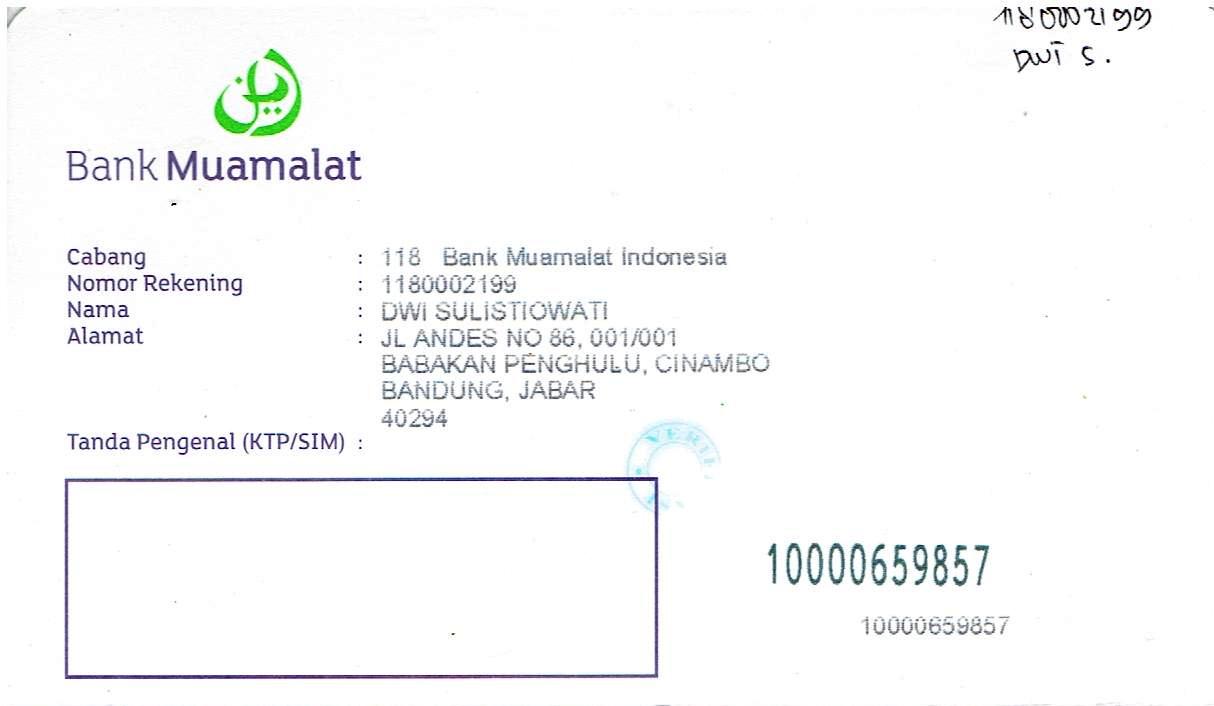 1180002199
DWI S.
Bank Muamalat
Cabang : 118 Bank Muamalat Indonesia
Nomor Rekening : 1180002199
Nama : DWI SULISTIOWATI
Alamat : JL ANDES NO 86, 001/001
BABAKAN PENGHULU, CINAMBO
BANDUNG, JABAR
40294
Tanda Pengenal (KTP/SIM) :
10000659857
10000659857